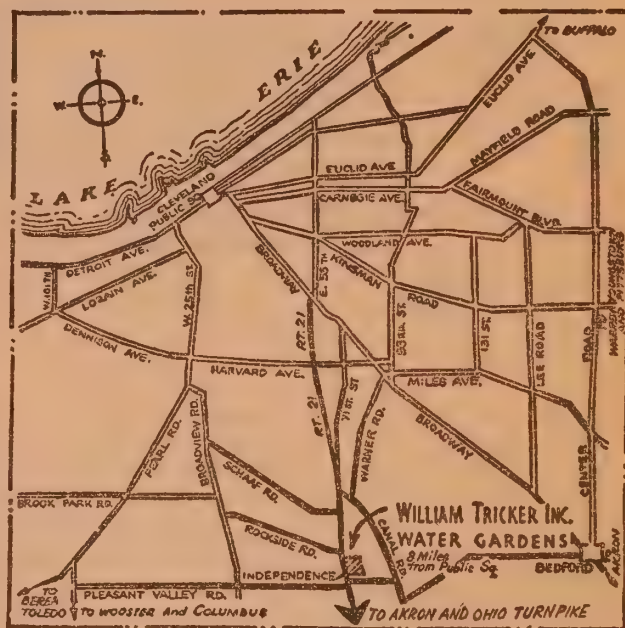 N.
W.
E.
S.
LAKE ERIE
TO BUFFALO
EUCLID AVE
MAYFIELD ROAD
CLEVELAND
PUBLIC SQ.
EUCLID AVE
CARNEGIE AVE.
FAIRMOUNT BLVD.
WOODLAND AVE.
DETROIT AVE.
W. 25th ST.
BROADWAY
E. 55TH
KINSMAN
ROAD
LORAIN AVE.
93RD ST.
131 ST.
LEE ROAD
ROAD
DENNISON AVE.
HARVARD AVE.
RT. 21
71 ST. ST
MILES AVE.
PEARL RD.
BROADVIEW RD.
RT. 21
WARNER RD.
BROADWAY
SCHAAF RD.
CENTER
BROOK PARK RD.
ROCKSIDE RD.
CANAL RD.
WILLIAM TRICKER INC.
WATER GARDENS
8 Miles
from Public Sq.
INDEPENDENCE
BEDFORD
TO
AKRON
TO
BEREA
TOLEDO
PLEASANT VALLEY RD.
TO WOOSTER AND COLUMBUS
TO AKRON AND OHIO TURNPIKE